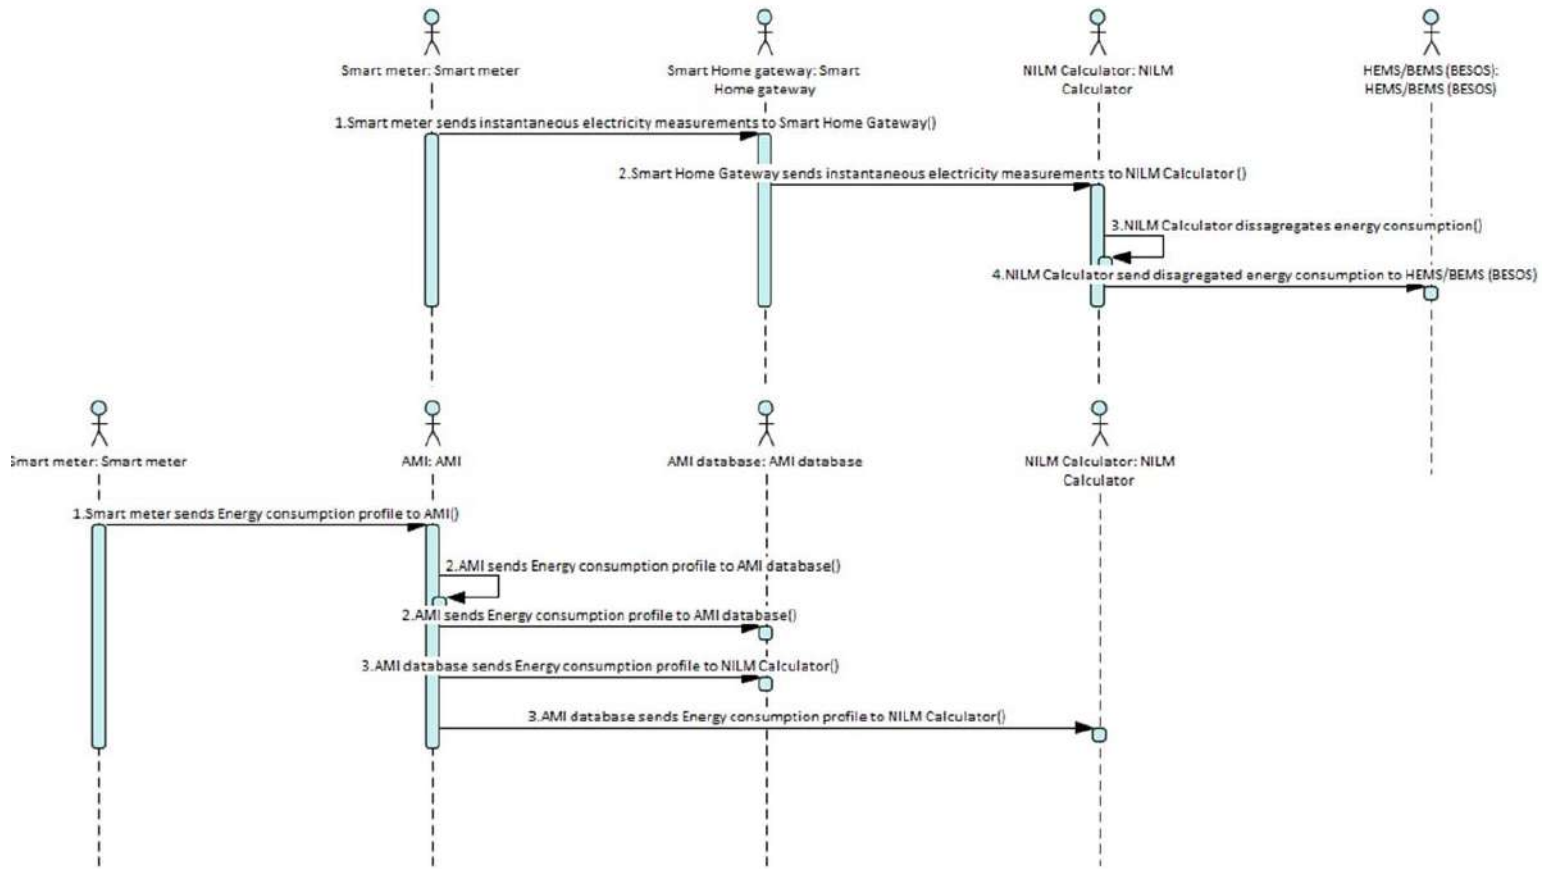 Smart meter: Smart meter
Smart Home gateway: Smart
Home gateway
NILM Calculator: NILM
Calculator
HEMS/BEMS (BESOS):
HEMS/BEMS (BESOS)
1.Smart meter sends instantaneous electricity measurements to Smart Home Gateway()
2.Smart Home Gateway sends instantaneous electricity measurements to NILM Calculator ()
3.NILM Calculator dissagregates energy consumption()
4.NILM Calculator send disagregated energy consumption to HEMS/BEMS (BESOS)
Smart meter: Smart meter
AMI: AMI
AMI database: AMI database
NILM Calculator: NILM
Calculator
1.Smart meter sends Energy consumption profile to AMI()
2.AMI sends Energy consumption profile to AMI database()
2.AMI sends Energy consumption profile to AMI database()
3.AMI database sends Energy consumption profile to NILM Calculator()
3.AMI database sends Energy consumption profile to NILM Calculator()